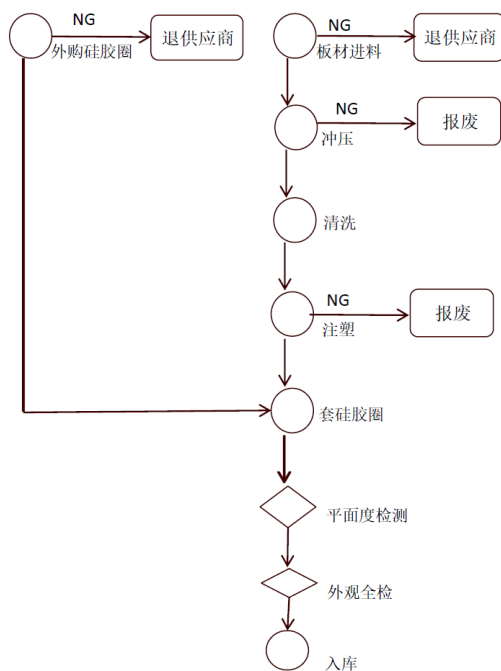 NG
外购硅胶圈
退供应商
NG
板材进料
退供应商
NG
冲压
报废
清洗
NG
注塑
报废
套硅胶圈
平面度检测
外观全检
入库